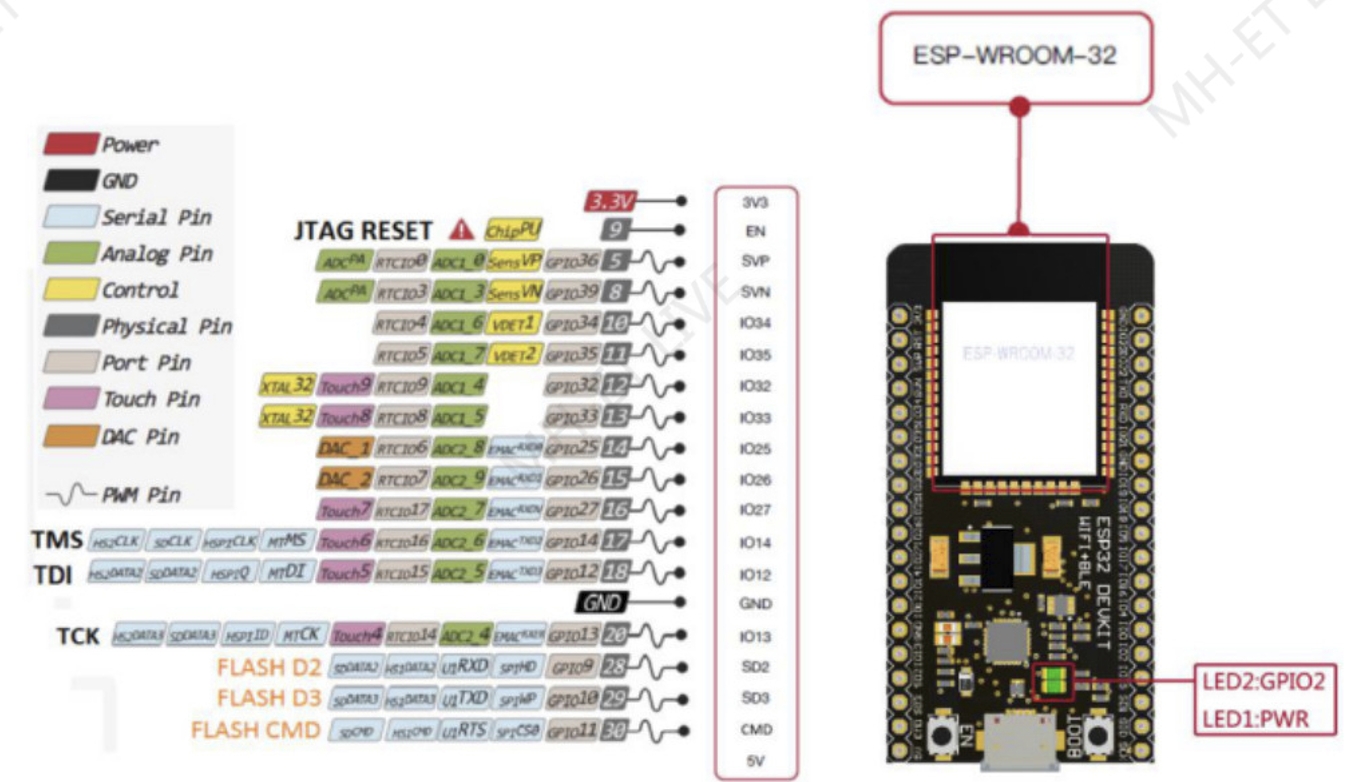 ESP-WROOM-32
MH-ET
Power
GND
Serial Pin
Analog Pin
Control
Physical Pin
Port Pin
Touch Pin
DAC Pin
PWM Pin
3.3V 3V3
JTAG RESET ChipPU 9 EN
ADCPA RTCIO0 ADC1_0 SensVP GPIO36 5 SVP
ADCPA RTCIO3 ADC1_3 SensVN GPIO39 8 SVN
RTCIO4 ADC1_6 VDET1 GPIO34 10 IO34
RTCIO5 ADC1_7 VDET2 GPIO35 11 IO35
XTAL32 Touch9 RTCIO9 ADC1_4 GPIO32 12 IO32
XTAL32 Touch8 RTCIO8 ADC1_5 GPIO33 13 IO33
DAC_1 RTCIO6 ADC2_8 GPIO25 14 IO25
DAC_2 RTCIO7 ADC2_9 GPIO26 15 IO26
Touch7 RTCIO17 ADC2_7 GPIO27 16 IO27
TMS HS2CLK SDCLK HSPICLK MTMS Touch6 RTCIO16 ADC2_6 EMACTXD2 GPIO14 17 IO14
TDI HS2DATA2 SDDATA2 HSPIQ MTDI Touch5 RTCIO15 ADC2_5 EMACTXD3 GPIO12 18 IO12
GND GND
TCK HS2DATA3 SDDATA3 HSPIID MTCK Touch4 RTCIO14 ADC2_4 EMACRXER GPIO13 20 IO13
FLASH D2 SDDATA2 HS1DATA2 U1RXD SPIHD GPIO9 28 SD2
FLASH D3 SDDATA3 HS1DATA3 U1TXD SPIWP GPIO10 29 SD3
FLASH CMD SDCMD HS1CMD U1RTS SPICS0 GPIO11 30 CMD
5V
LIVE
ESP-WROOM-32
ESP32 DEVKIT
WIFI+BLE
EN
BOOT
LED2:GPIO2
LED1:PWR